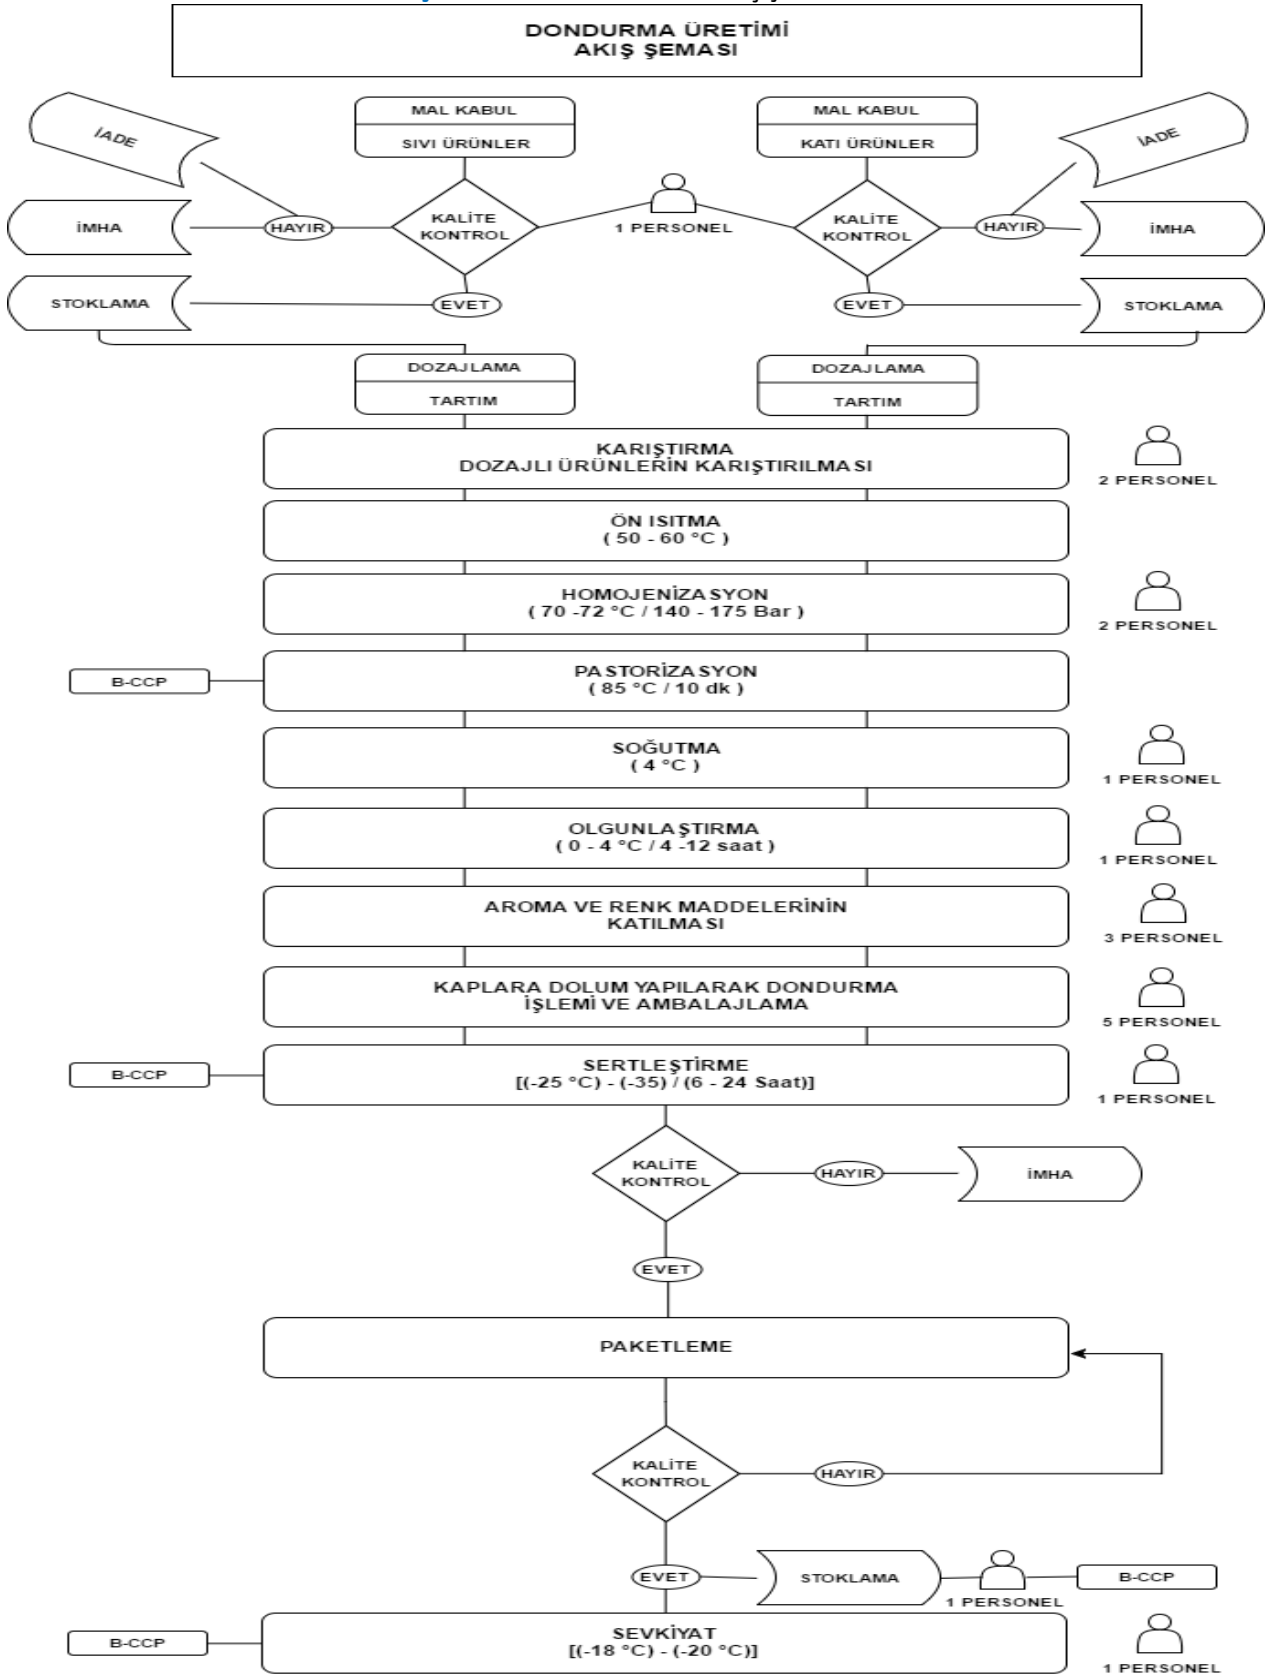 DONDURMA ÜRETİMİ
AKIŞ ŞEMASI
MAL KABUL
SIVI ÜRÜNLER
MAL KABUL
KATI ÜRÜNLER
İADE
İADE
KALİTE
KONTROL
1 PERSONEL
KALİTE
KONTROL
İMHA
HAYIR
HAYIR
İMHA
STOKLAMA
EVET
EVET
STOKLAMA
DOZAJLAMA
TARTIM
DOZAJLAMA
TARTIM
KARIŞTIRMA
DOZAJLI ÜRÜNLERİN KARIŞTIRILMASI
2 PERSONEL
ÖN ISITMA
( 50 - 60 °C )
HOMOJENİZASYON
( 70 -72 °C / 140 - 175 Bar )
2 PERSONEL
B-CCP
PASTORİZASYON
( 85 °C / 10 dk )
SOĞUTMA
( 4 °C )
1 PERSONEL
OLGUNLAŞTIRMA
( 0 - 4 °C / 4 -12 saat )
1 PERSONEL
AROMA VE RENK MADDELERİNİN
KATILMASI
3 PERSONEL
KAPLARA DOLUM YAPILARAK DONDURMA
İŞLEMİ VE AMBALAJLAMA
5 PERSONEL
B-CCP
SERTLEŞTİRME
[(-25 °C) - (-35) / (6 - 24 Saat)]
1 PERSONEL
KALİTE
KONTROL
HAYIR
İMHA
EVET
PAKETLEME
KALİTE
KONTROL
HAYIR
EVET
STOKLAMA
1 PERSONEL
B-CCP
B-CCP
SEVKİYAT
[(-18 °C) - (-20 °C)]
1 PERSONEL